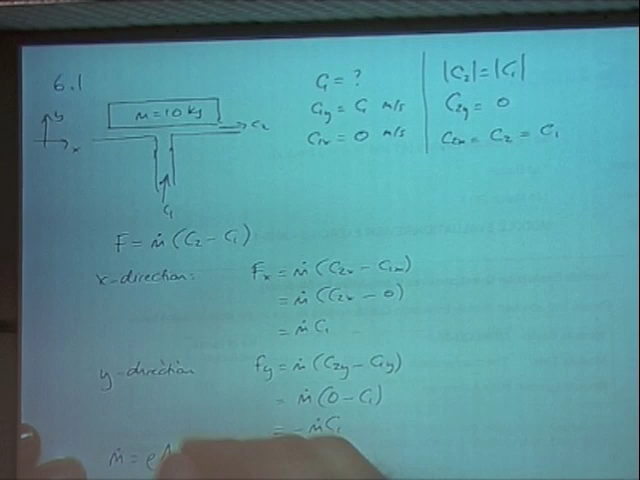 6.1
y
x
M = 10 kg
C₂
C₁
C₁ = ?
C₁y = C₁ m/s
C₁x = 0 m/s
|C₂| = |C₁|
C₂y = 0
C₂x = C₂ = C₁
F = ṁ (C₂ - C₁)
x-direction: Fx = ṁ (C₂x - C₁x)
= ṁ (C₂x - 0)
= ṁ C₁
y-direction fy = ṁ (C₂y - C₁y)
= ṁ (0 - C₁)
= - ṁ C₁
ṁ = ρ A